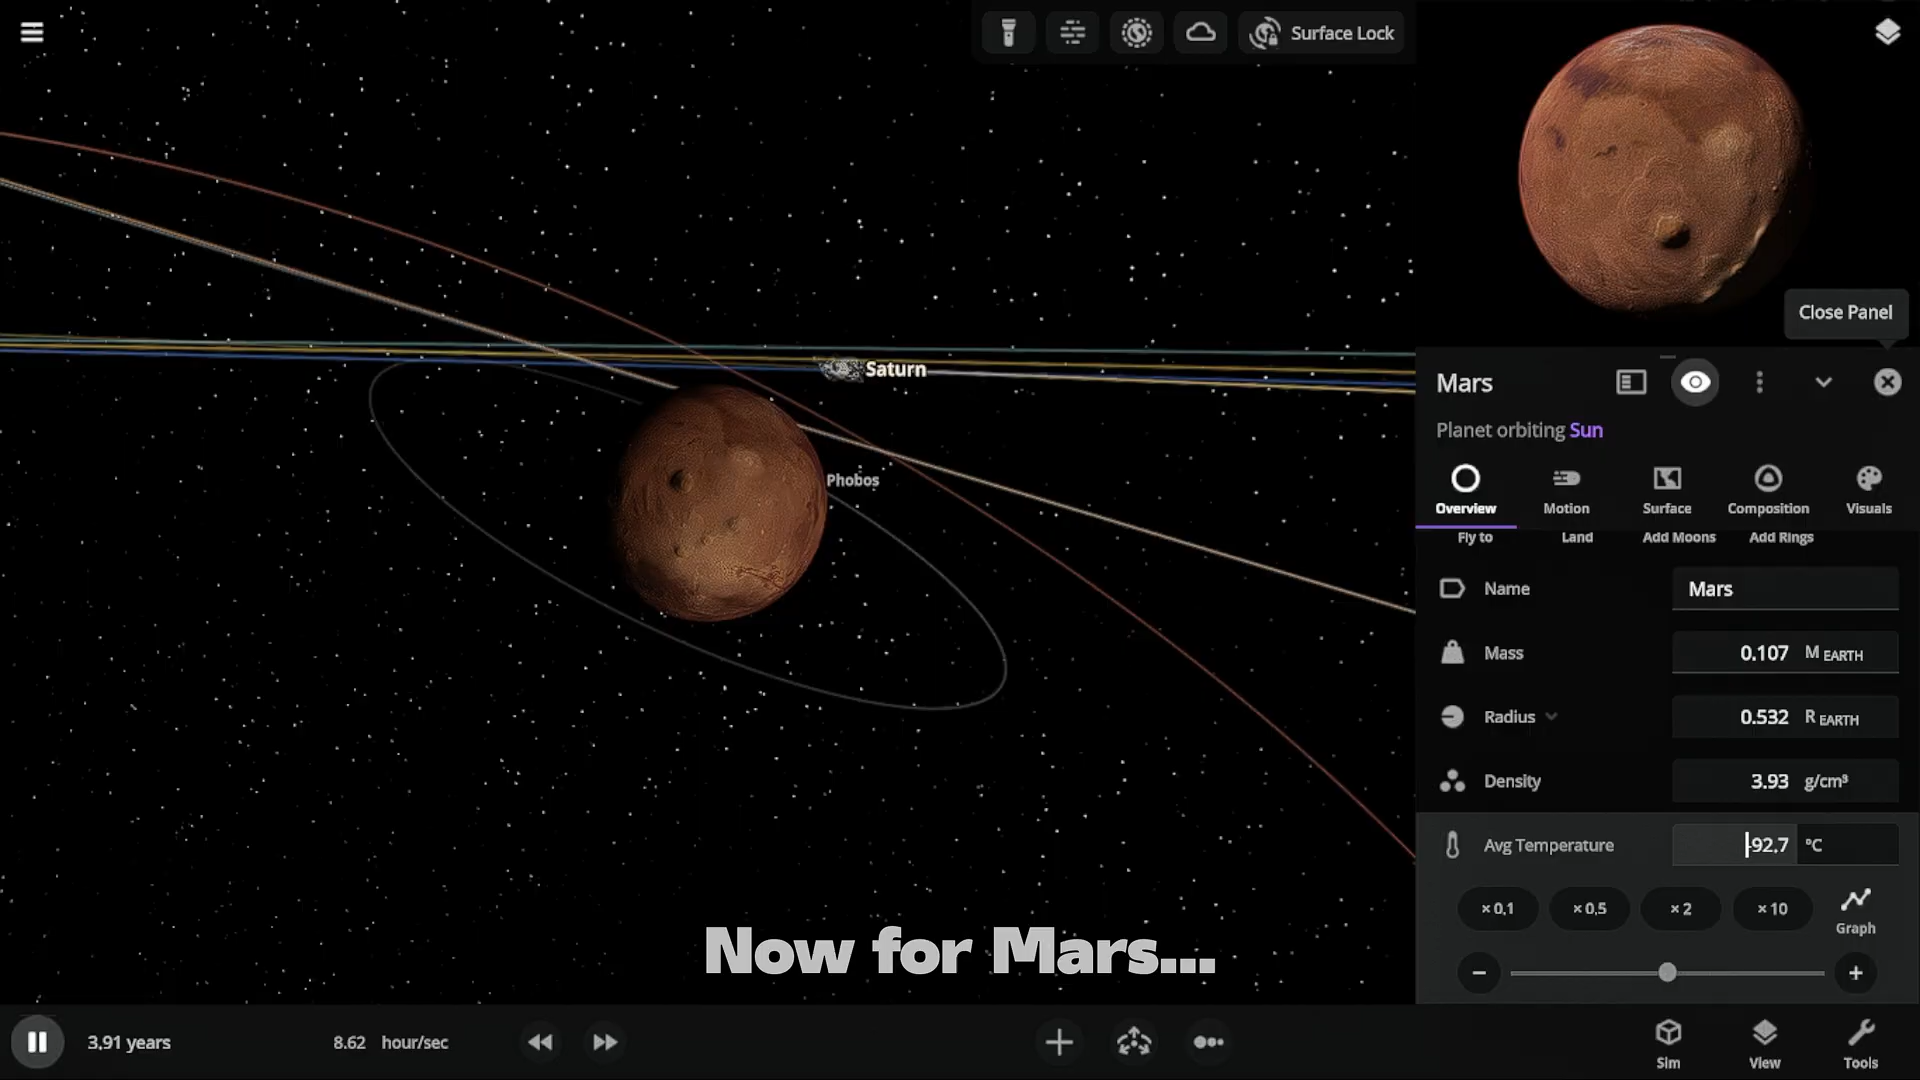 Surface Lock
Close Panel
Saturn
Phobos
Mars
Planet orbiting Sun
Overview
Motion
Surface
Composition
Visuals
Fly to
Land
Add Moons
Add Rings
Name
Mars
Mass
0.107 M EARTH
Radius
0.532 R EARTH
Density
3.93 g/cm³
Avg Temperature
-92.7 °C
× 0.1
× 0.5
× 2
× 10
Graph
Now for Mars...
3.91 years
8.62 hour/sec
Sim
View
Tools